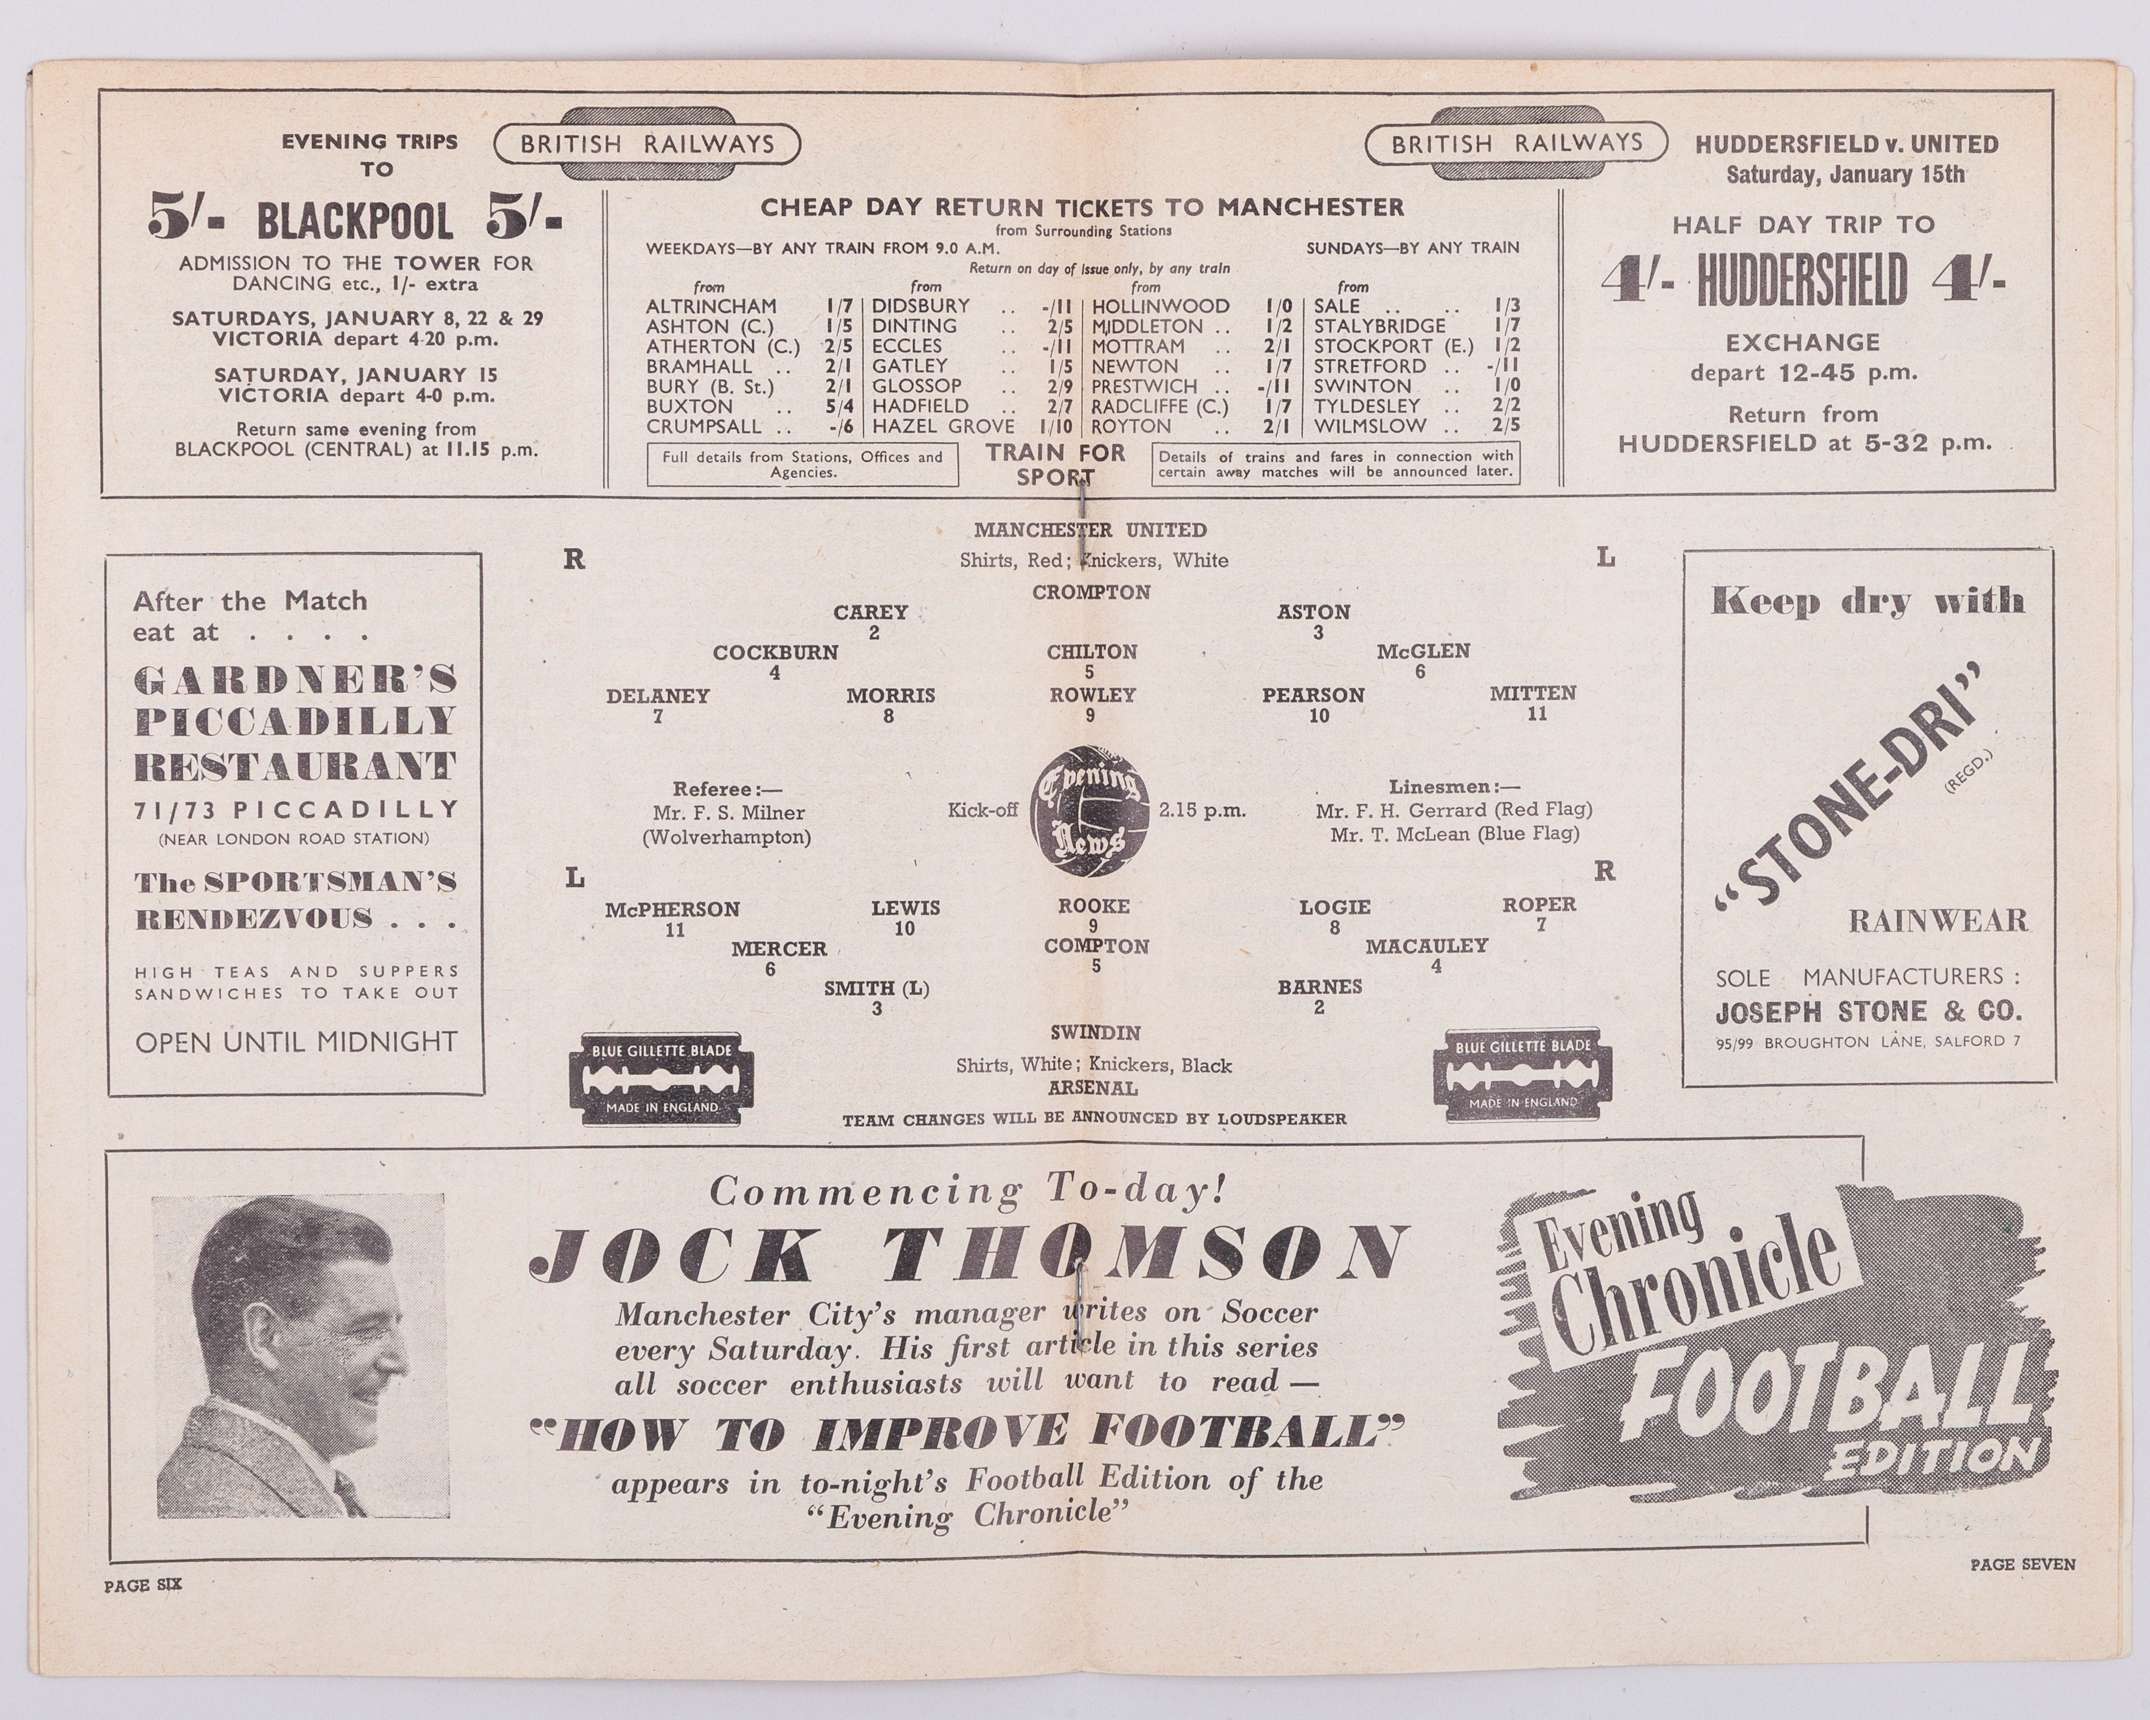 EVENING TRIPS
TO
5/- BLACKPOOL 5/-
ADMISSION TO THE TOWER FOR
DANCING etc., 1/- extra
SATURDAYS, JANUARY 8, 22 & 29
VICTORIA depart 4-20 p.m.
SATURDAY, JANUARY 15
VICTORIA depart 4-0 p.m.
Return same evening from
BLACKPOOL (CENTRAL) at 11.15 p.m.
BRITISH RAILWAYS
BRITISH RAILWAYS
CHEAP DAY RETURN TICKETS TO MANCHESTER
from Surrounding Stations
WEEKDAYS—BY ANY TRAIN FROM 9.0 A.M. SUNDAYS—BY ANY TRAIN
Return on day of issue only, by any train
from from from from
ALTRINCHAM 1/7 DIDSBURY .. -/11 HOLLINWOOD 1/0 SALE .. .. 1/3
ASHTON (C.) 1/5 DINTING .. 2/5 MIDDLETON .. 1/2 STALYBRIDGE 1/7
ATHERTON (C.) 2/5 ECCLES .. -/11 MOTTRAM .. 2/1 STOCKPORT (E.) 1/2
BRAMHALL .. 2/1 GATLEY .. 1/5 NEWTON .. 1/7 STRETFORD .. -/11
BURY (B. St.) 2/1 GLOSSOP .. 2/9 PRESTWICH .. -/11 SWINTON .. 1/0
BUXTON .. 5/4 HADFIELD .. 2/7 RADCLIFFE (C.) 1/7 TYLDESLEY .. 2/2
CRUMPSALL .. -/6 HAZEL GROVE 1/10 ROYTON .. 2/1 WILMSLOW .. 2/5
Full details from Stations, Offices and
Agencies.
TRAIN FOR
SPORT
Details of trains and fares in connection with
certain away matches will be announced later.
HUDDERSFIELD v. UNITED
Saturday, January 15th
HALF DAY TRIP TO
4/- HUDDERSFIELD 4/-
EXCHANGE
depart 12-45 p.m.
Return from
HUDDERSFIELD at 5-32 p.m.
After the Match
eat at . . . .
GARDNER'S
PICCADILLY
RESTAURANT
71/73 PICCADILLY
(NEAR LONDON ROAD STATION)
The SPORTSMAN'S
RENDEZVOUS . . .
HIGH TEAS AND SUPPERS
SANDWICHES TO TAKE OUT
OPEN UNTIL MIDNIGHT
MANCHESTER UNITED
R Shirts, Red; Knickers, White L
CROMPTON
CAREY ASTON
2 3
COCKBURN CHILTON McGLEN
4 5 6
DELANEY MORRIS ROWLEY PEARSON MITTEN
7 8 9 10 11
Referee:—
Mr. F. S. Milner
(Wolverhampton)
Kick-off
Evening
News
2.15 p.m.
Linesmen:—
Mr. F. H. Gerrard (Red Flag)
Mr. T. McLean (Blue Flag)
L R
McPHERSON LEWIS ROOKE LOGIE ROPER
11 10 9 8 7
MERCER COMPTON MACAULEY
6 5 4
SMITH (L) BARNES
3 2
SWINDIN
Shirts, White; Knickers, Black
ARSENAL
TEAM CHANGES WILL BE ANNOUNCED BY LOUDSPEAKER
BLUE GILLETTE BLADE
MADE IN ENGLAND
BLUE GILLETTE BLADE
MADE IN ENGLAND
Keep dry with
"STONE-DRI"
(REGD.)
RAINWEAR
SOLE MANUFACTURERS:
JOSEPH STONE & CO.
95/99 BROUGHTON LANE, SALFORD 7
Commencing To-day!
JOCK THOMSON
Manchester City's manager writes on Soccer
every Saturday. His first article in this series
all soccer enthusiasts will want to read—
"HOW TO IMPROVE FOOTBALL"
appears in to-night's Football Edition of the
"Evening Chronicle"
Evening
Chronicle
FOOTBALL
EDITION
PAGE SIX
PAGE SEVEN